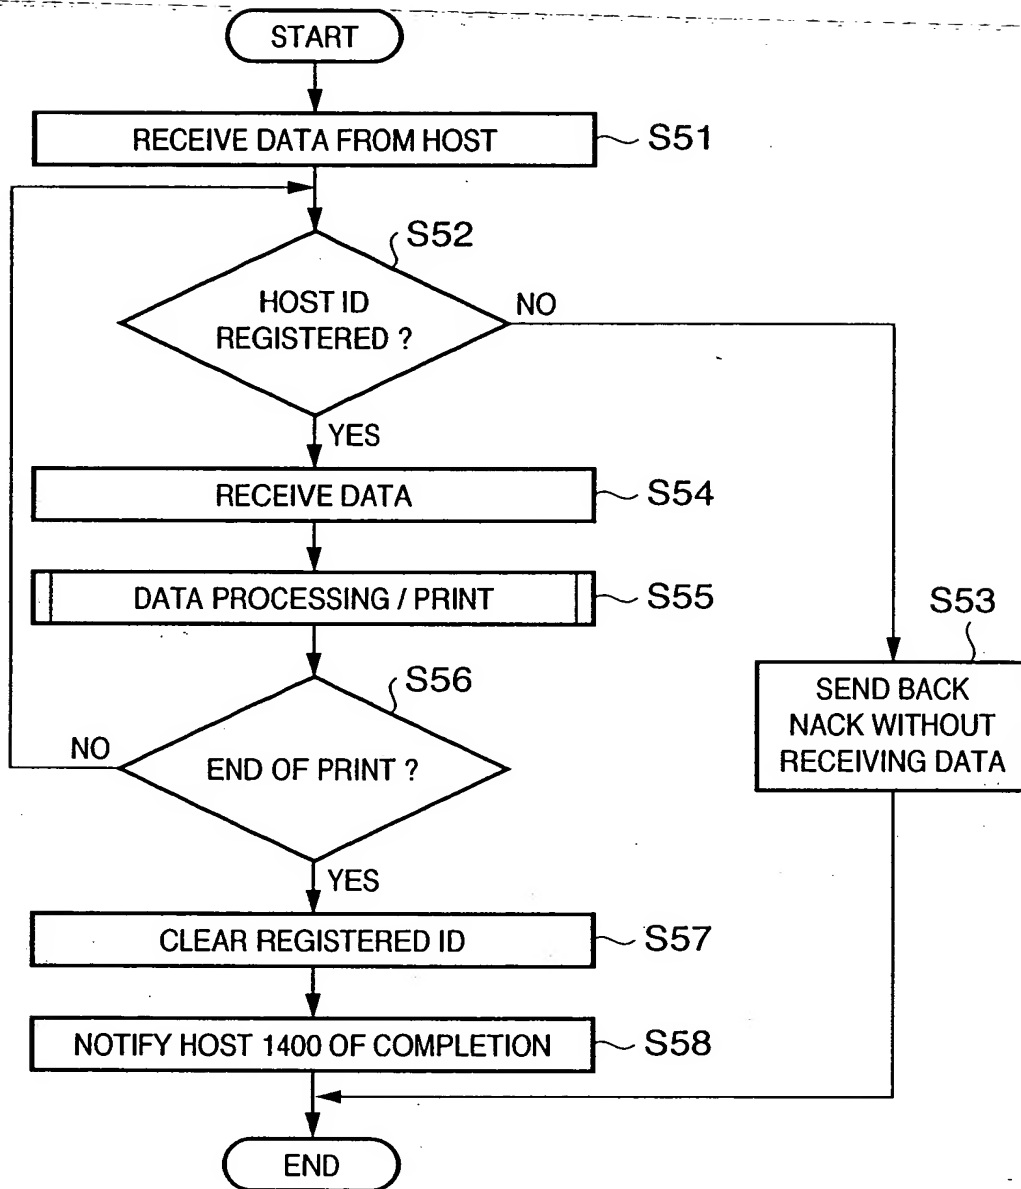 START
RECEIVE DATA FROM HOST
S51
S52
HOST ID
REGISTERED ?
NO
YES
RECEIVE DATA
S54
DATA PROCESSING / PRINT
S55
S53
SEND BACK
NACK WITHOUT
RECEIVING DATA
S56
NO
END OF PRINT ?
YES
CLEAR REGISTERED ID
S57
NOTIFY HOST 1400 OF COMPLETION
S58
END